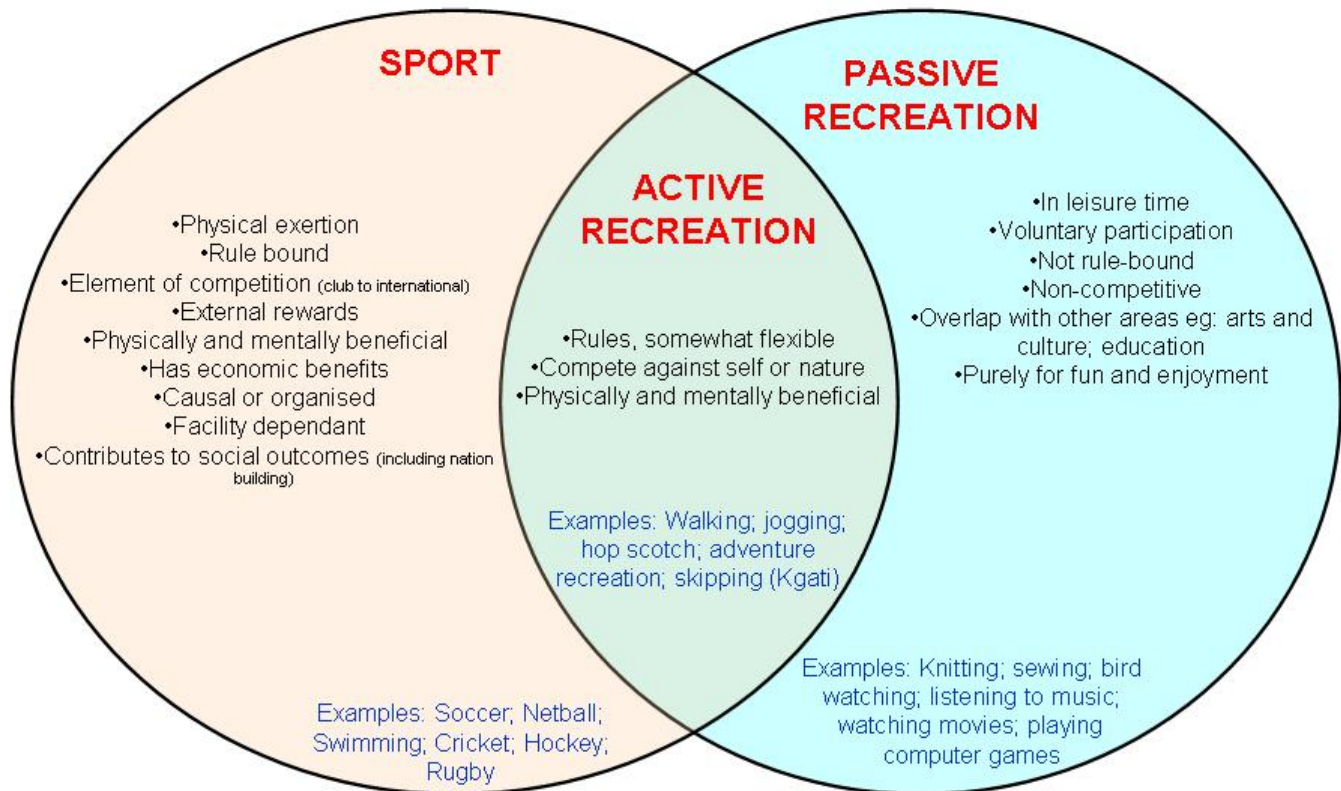 SPORT
•Physical exertion
•Rule bound
•Element of competition (club to international)
•External rewards
•Physically and mentally beneficial
•Has economic benefits
•Causal or organised
•Facility dependant
•Contributes to social outcomes (including nation
building)
Examples: Soccer; Netball;
Swimming; Cricket; Hockey;
Rugby
ACTIVE
RECREATION
•Rules, somewhat flexible
•Compete against self or nature
•Physically and mentally beneficial
Examples: Walking; jogging;
hop scotch; adventure
recreation; skipping (Kgati)
PASSIVE
RECREATION
•In leisure time
•Voluntary participation
•Not rule-bound
•Non-competitive
•Overlap with other areas eg: arts and
culture; education
•Purely for fun and enjoyment
Examples: Knitting; sewing; bird
watching; listening to music;
watching movies; playing
computer games